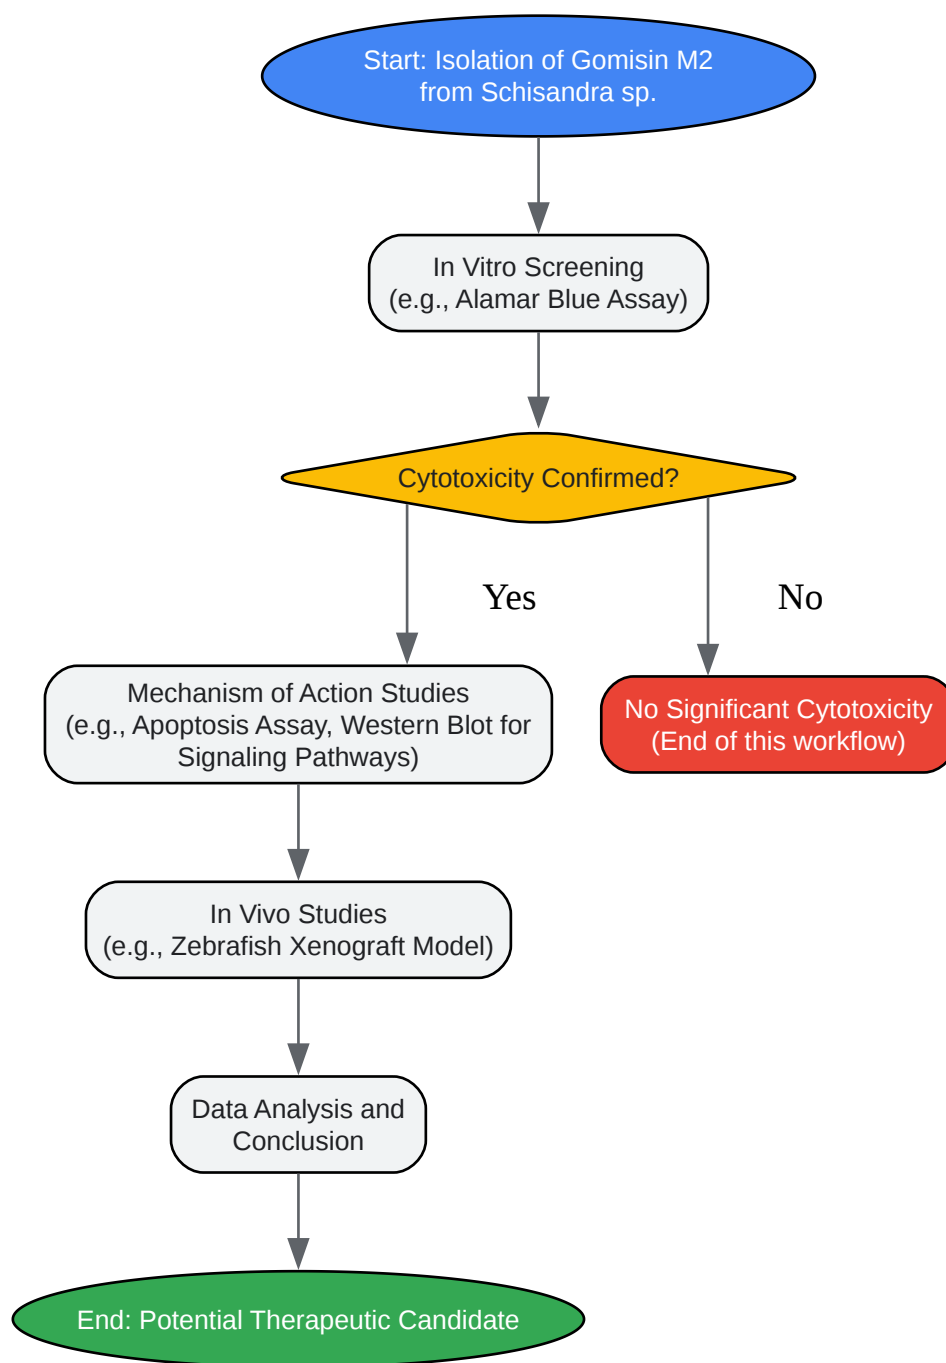 Start: Isolation of Gomisin M2
from Schisandra sp.
In Vitro Screening
(e.g., Alamar Blue Assay)
Cytotoxicity Confirmed?
Yes
No
Mechanism of Action Studies
(e.g., Apoptosis Assay, Western Blot for
Signaling Pathways)
No Significant Cytotoxicity
(End of this workflow)
In Vivo Studies
(e.g., Zebrafish Xenograft Model)
Data Analysis and
Conclusion
End: Potential Therapeutic Candidate